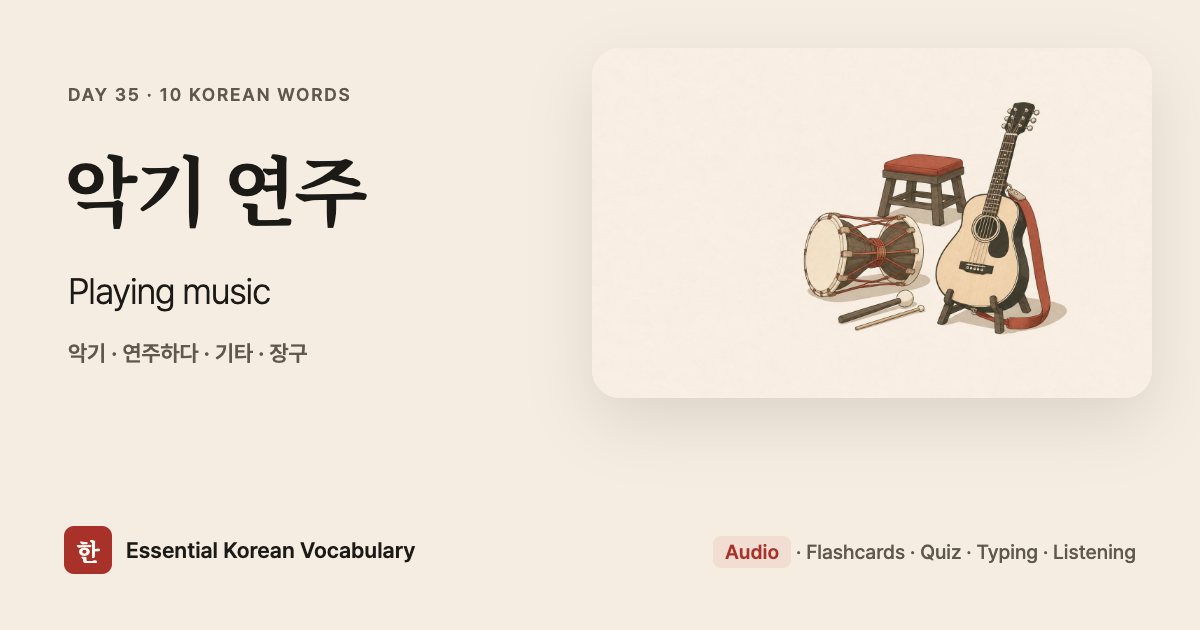 DAY 35 · 10 KOREAN WORDS
악기 연주
Playing music
악기 · 연주하다 · 기타 · 장구
한 Essential Korean Vocabulary
Audio · Flashcards · Quiz · Typing · Listening